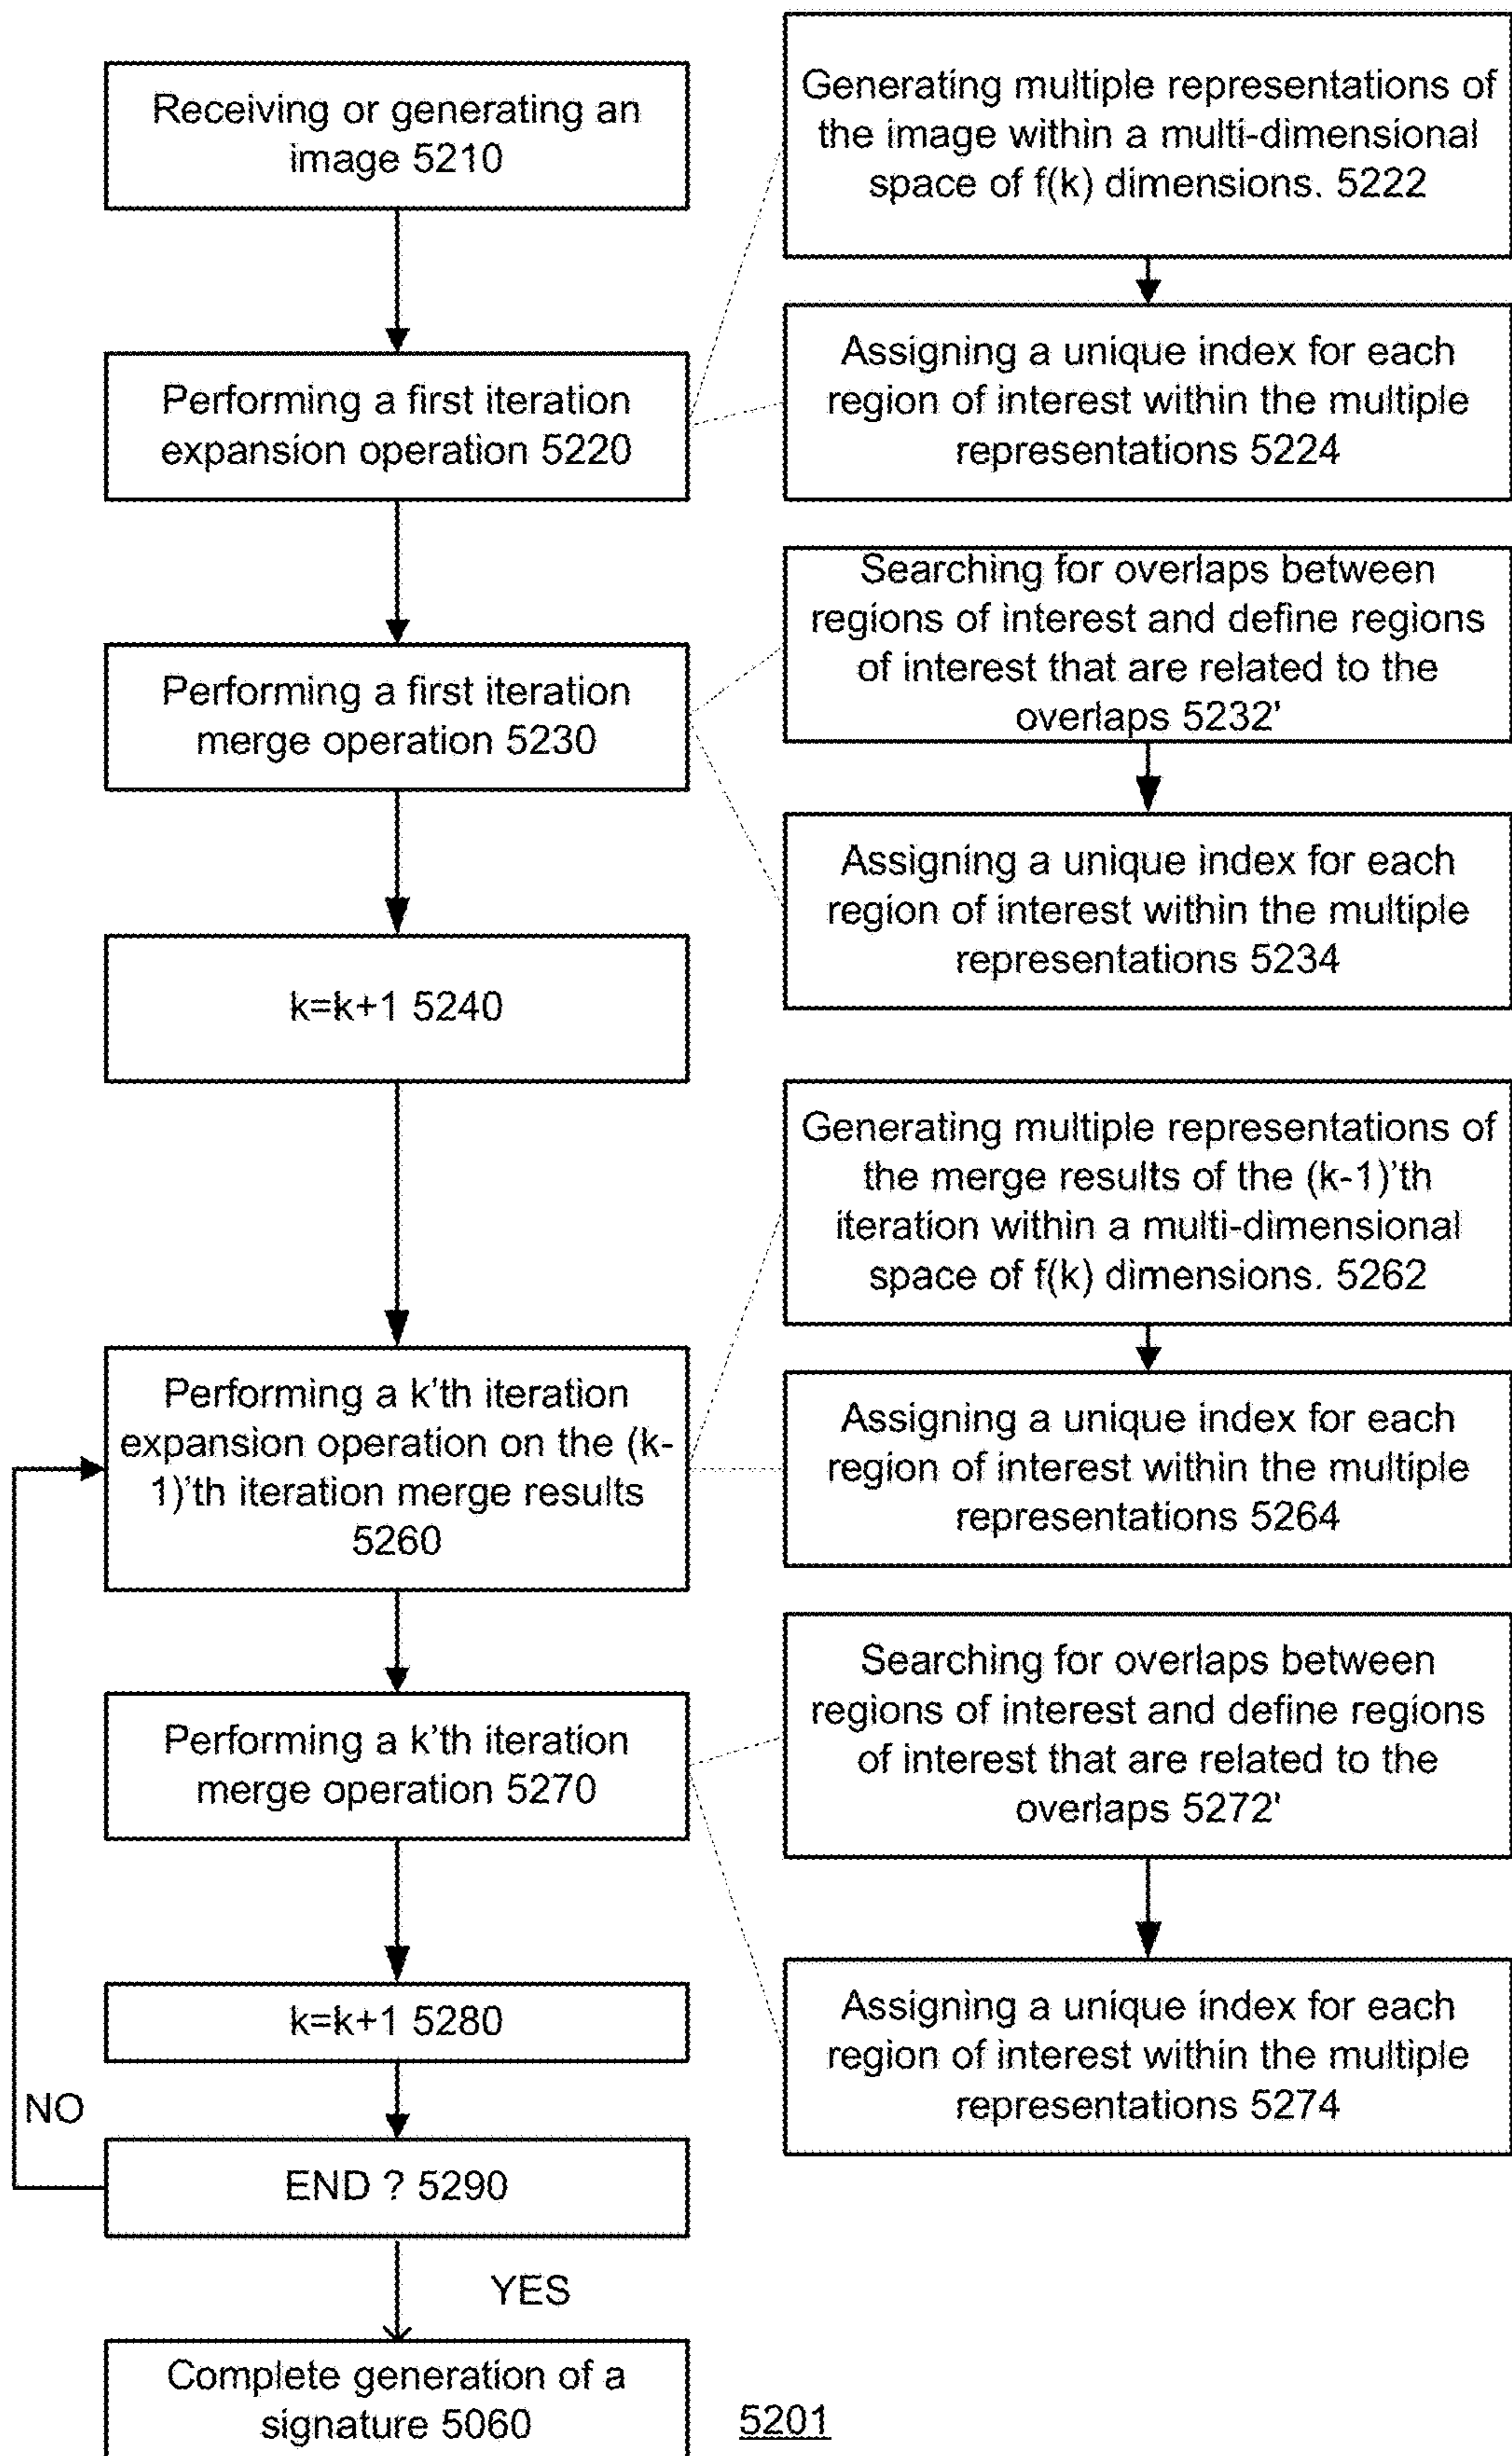 Receiving or generating an
image 5210
Generating multiple representations of
the image within a multi-dimensional
space of f(k) dimensions. 5222
Performing a first iteration
expansion operation 5220
Assigning a unique index for each
region of interest within the multiple
representations 5224
Performing a first iteration
merge operation 5230
Searching for overlaps between
regions of interest and define regions
of interest that are related to the
overlaps 5232'
Assigning a unique index for each
region of interest within the multiple
representations 5234
k=k+1 5240
Generating multiple representations of
the merge results of the (k-1)'th
iteration within a multi-dimensional
space of f(k) dimensions. 5262
Performing a k'th iteration
expansion operation on the (k-
1)'th iteration merge results
5260
Assigning a unique index for each
region of interest within the multiple
representations 5264
Performing a k'th iteration
merge operation 5270
Searching for overlaps between
regions of interest and define regions
of interest that are related to the
overlaps 5272'
Assigning a unique index for each
region of interest within the multiple
representations 5274
k=k+1 5280
NO
END ? 5290
YES
Complete generation of a
signature 5060
5201